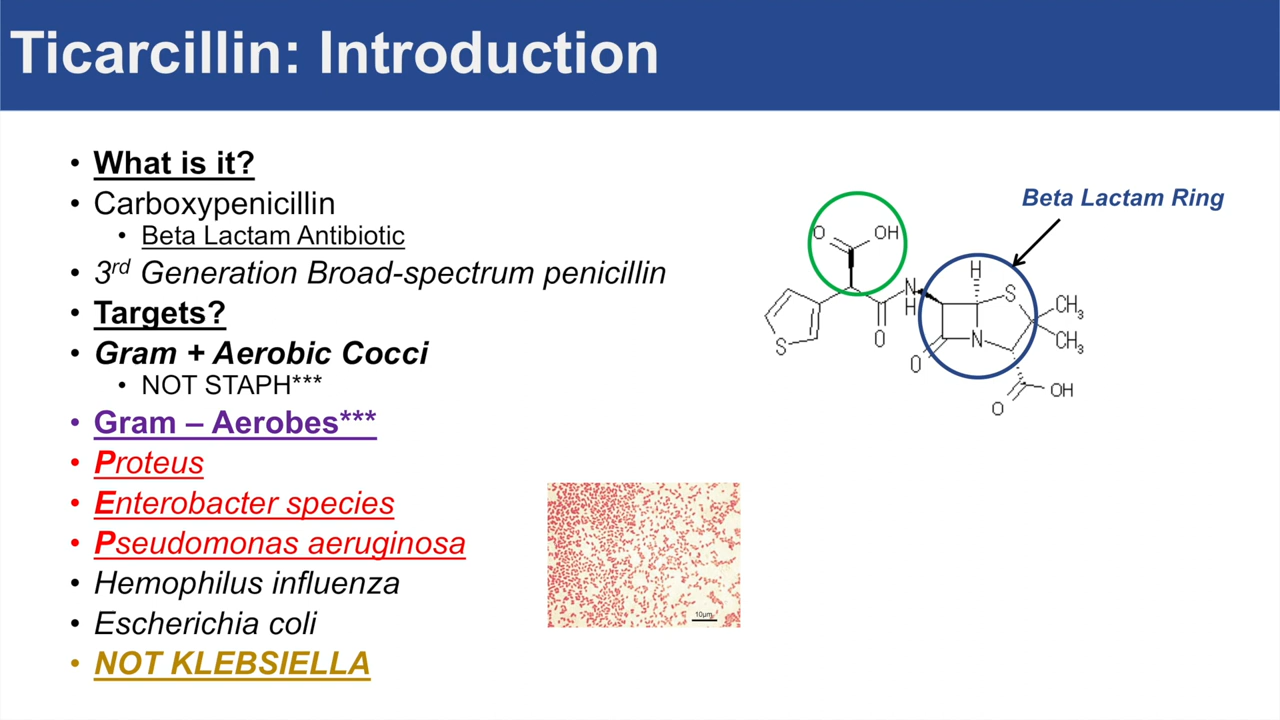 Ticarcillin: Introduction
• What is it?
• Carboxypenicillin
• Beta Lactam Antibiotic
• 3rd Generation Broad-spectrum penicillin
• Targets?
• Gram + Aerobic Cocci
• NOT STAPH***
• Gram – Aerobes***
• Proteus
• Enterobacter species
• Pseudomonas aeruginosa
• Hemophilus influenza
• Escherichia coli
• NOT KLEBSIELLA
Beta Lactam Ring
O
OH
H
N
H
S
CH3
CH3
O
N
S
O
OH
O
10µm